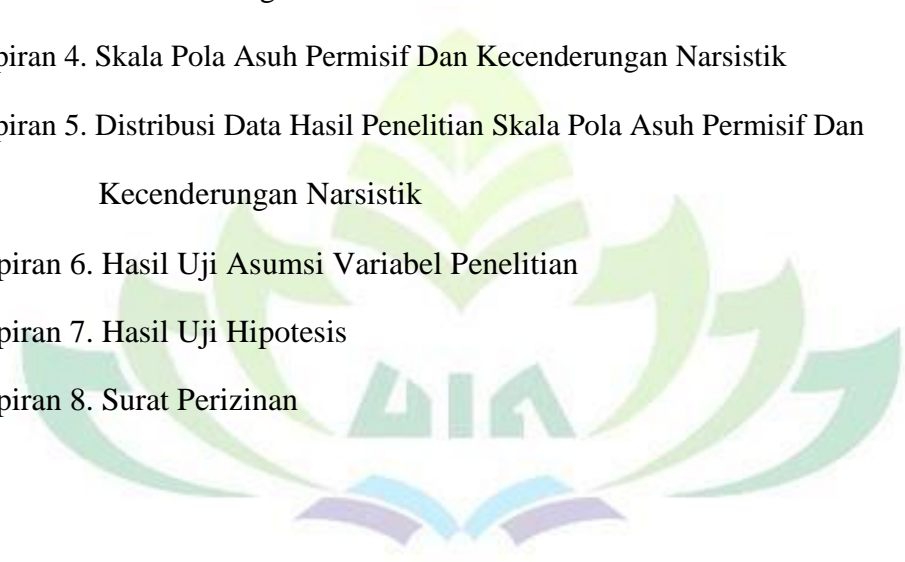 piran 4. Skala Pola Asuh Permisif Dan Kecenderungan Narsistik
piran 5. Distribusi Data Hasil Penelitian Skala Pola Asuh Permisif Dan
Kecenderungan Narsistik
piran 6. Hasil Uji Asumsi Variabel Penelitian
piran 7. Hasil Uji Hipotesis
piran 8. Surat Perizinan
UIN